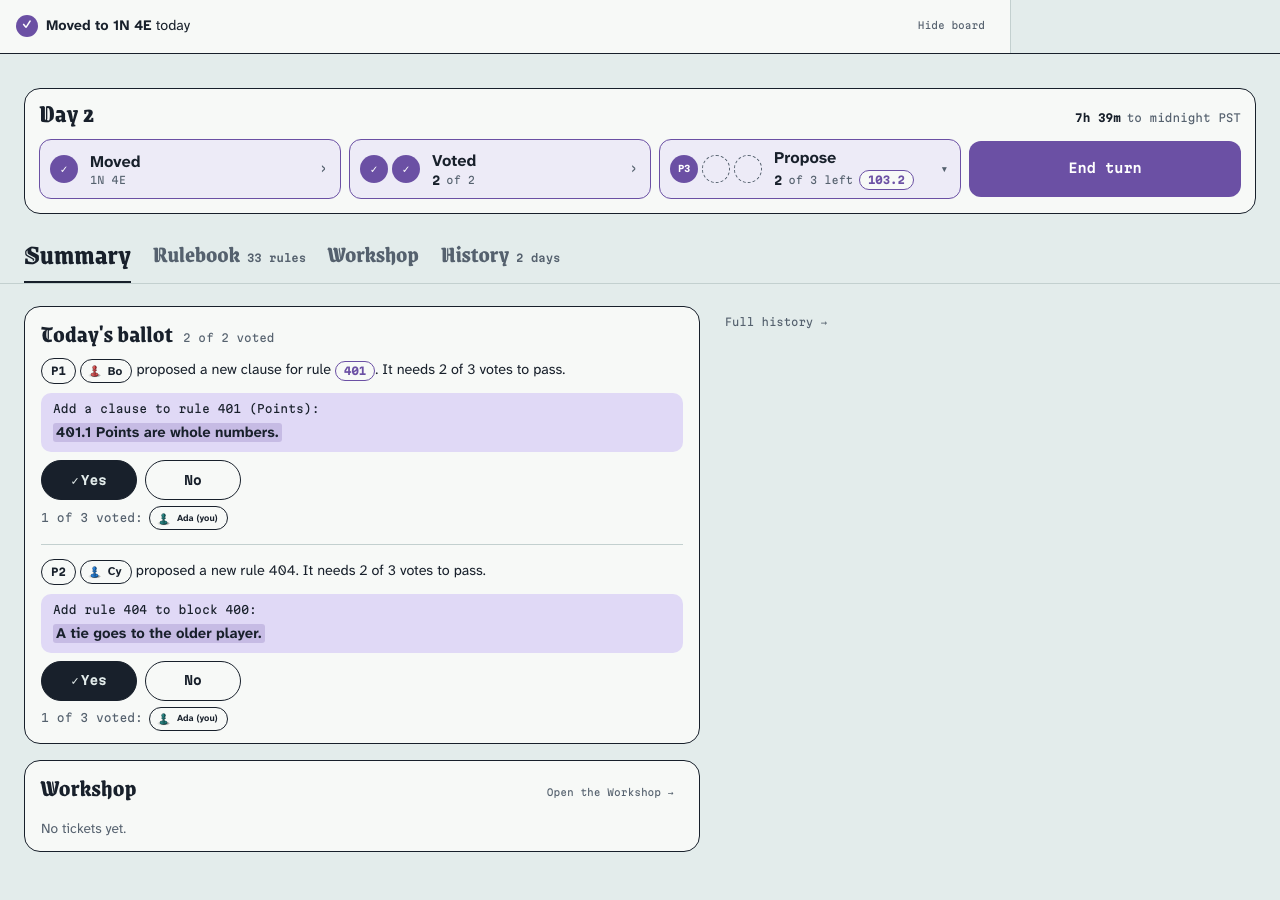 Moved to 1N 4E today
Hide board
Day 2
7h 39m to midnight PST
✓ Moved
1N 4E ›
✓ ✓ Voted
2 of 2 ›
P3 Propose
2 of 3 left 103.2 ▾
End turn
Summary Rulebook 33 rules Workshop History 2 days
Today's ballot 2 of 2 voted
Full history →
P1 Bo proposed a new clause for rule 401. It needs 2 of 3 votes to pass.
Add a clause to rule 401 (Points):
401.1 Points are whole numbers.
✓Yes No
1 of 3 voted: Ada (you)
P2 Cy proposed a new rule 404. It needs 2 of 3 votes to pass.
Add rule 404 to block 400:
A tie goes to the older player.
✓Yes No
1 of 3 voted: Ada (you)
Workshop
Open the Workshop →
No tickets yet.